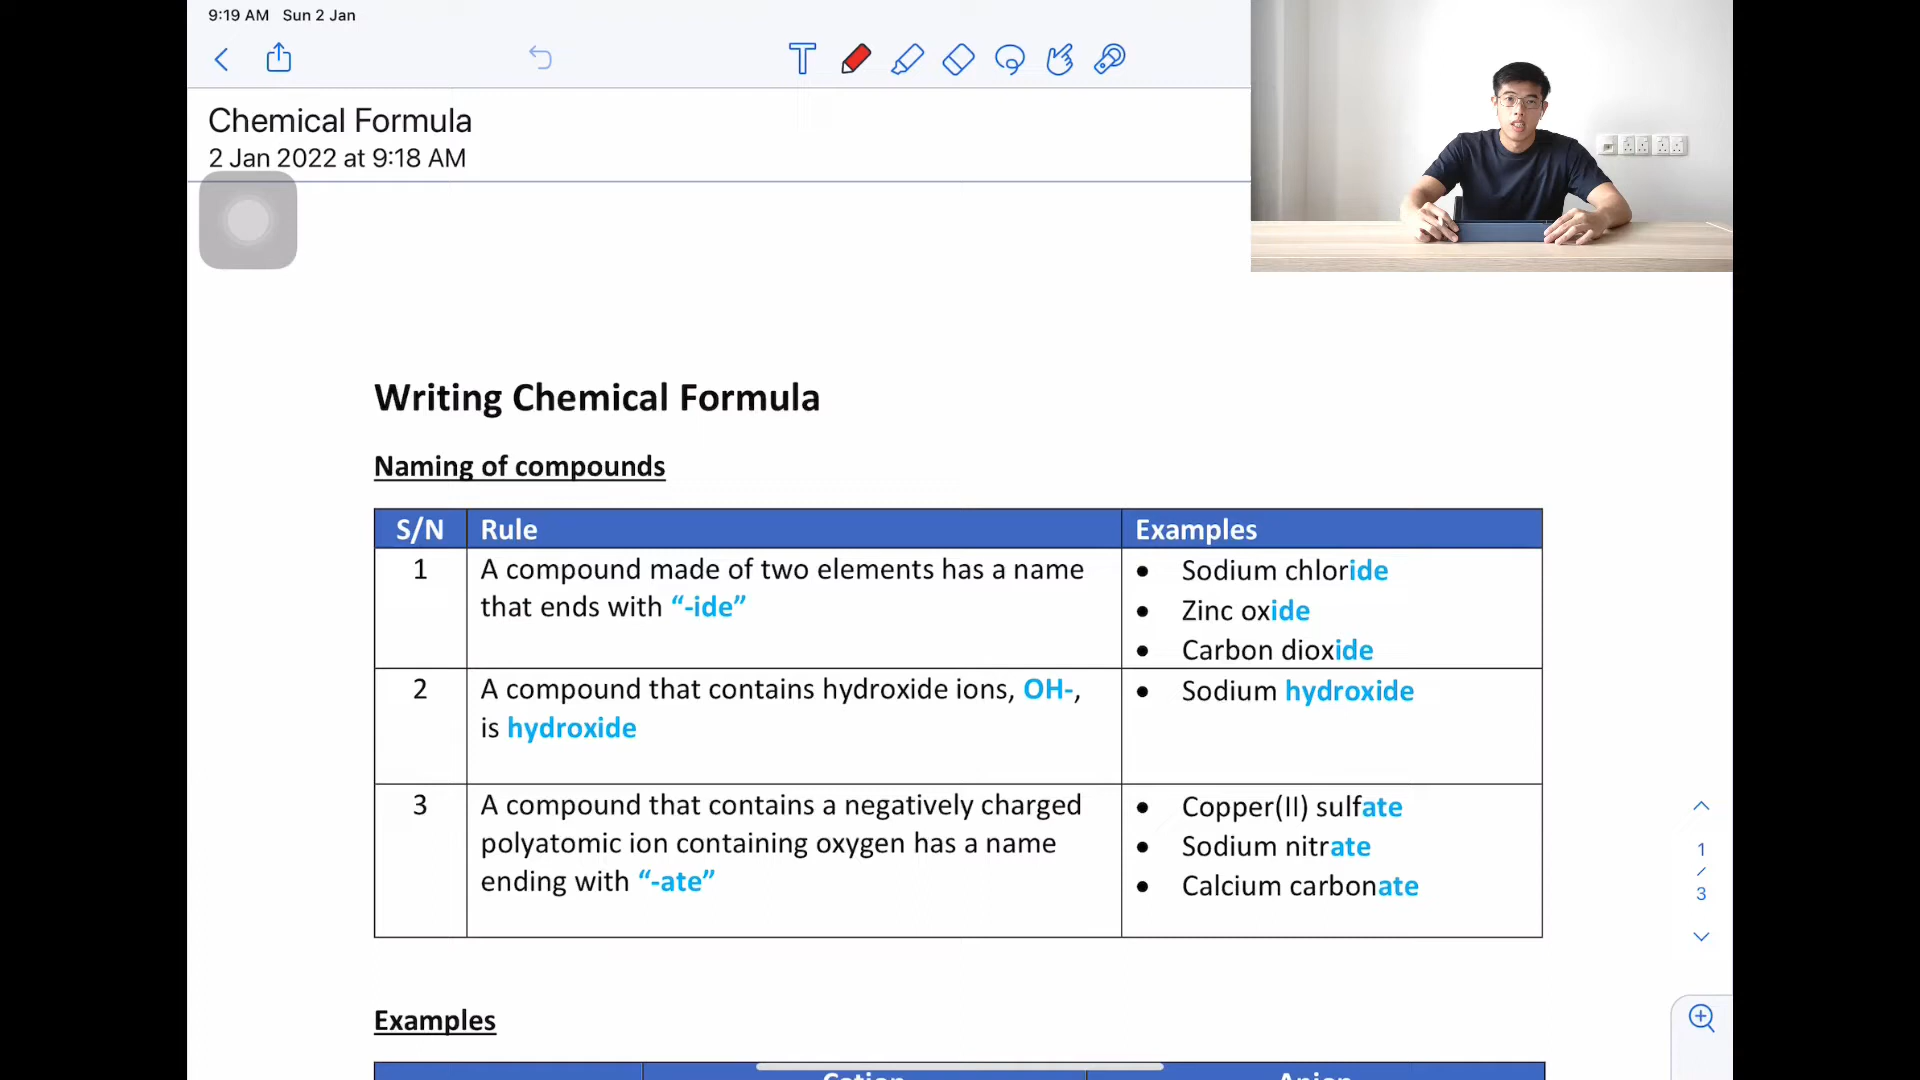 9:19 AM Sun 2 Jan
T
Chemical Formula
2 Jan 2022 at 9:18 AM
Writing Chemical Formula
Naming of compounds
S/N Rule Examples
1 A compound made of two elements has a name
that ends with “-ide”
• Sodium chloride
• Zinc oxide
• Carbon dioxide
2 A compound that contains hydroxide ions, OH-,
is hydroxide
• Sodium hydroxide
3 A compound that contains a negatively charged
polyatomic ion containing oxygen has a name
ending with “-ate”
• Copper(II) sulfate
• Sodium nitrate
• Calcium carbonate
1
/
3
Examples
Cation Anion